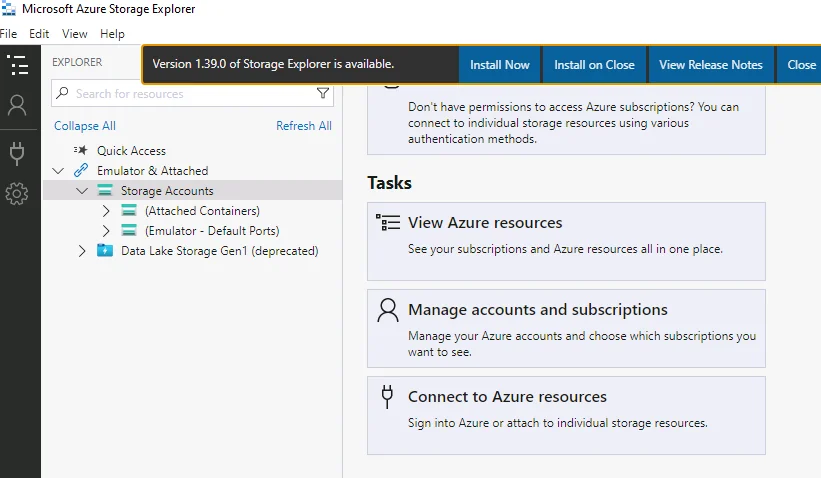 Microsoft Azure Storage Explorer
File Edit View Help
EXPLORER
Version 1.39.0 of Storage Explorer is available.
Install Now
Install on Close
View Release Notes
Close
Search for resources
Collapse All
Refresh All
Quick Access
Emulator & Attached
Storage Accounts
(Attached Containers)
(Emulator - Default Ports)
Data Lake Storage Gen1 (deprecated)
Don't have permissions to access Azure subscriptions? You can
connect to individual storage resources using various
authentication methods.
Tasks
View Azure resources
See your subscriptions and Azure resources all in one place.
Manage accounts and subscriptions
Manage your Azure accounts and choose which subscriptions you
want to see.
Connect to Azure resources
Sign into Azure or attach to individual storage resources.